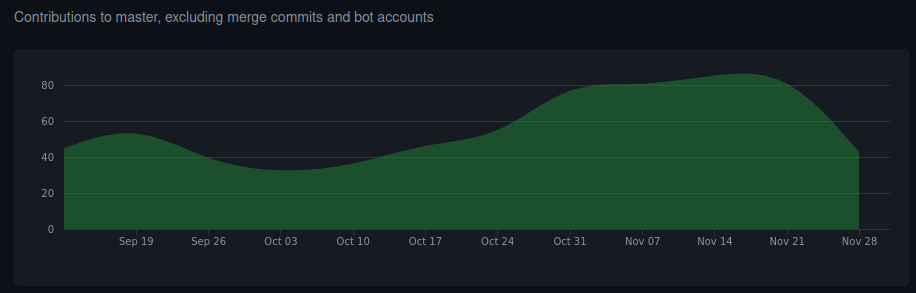 Contributions to master, excluding merge commits and bot accounts
80
60
40
20
0
Sep 19 Sep 26 Oct 03 Oct 10 Oct 17 Oct 24 Oct 31 Nov 07 Nov 14 Nov 21 Nov 28